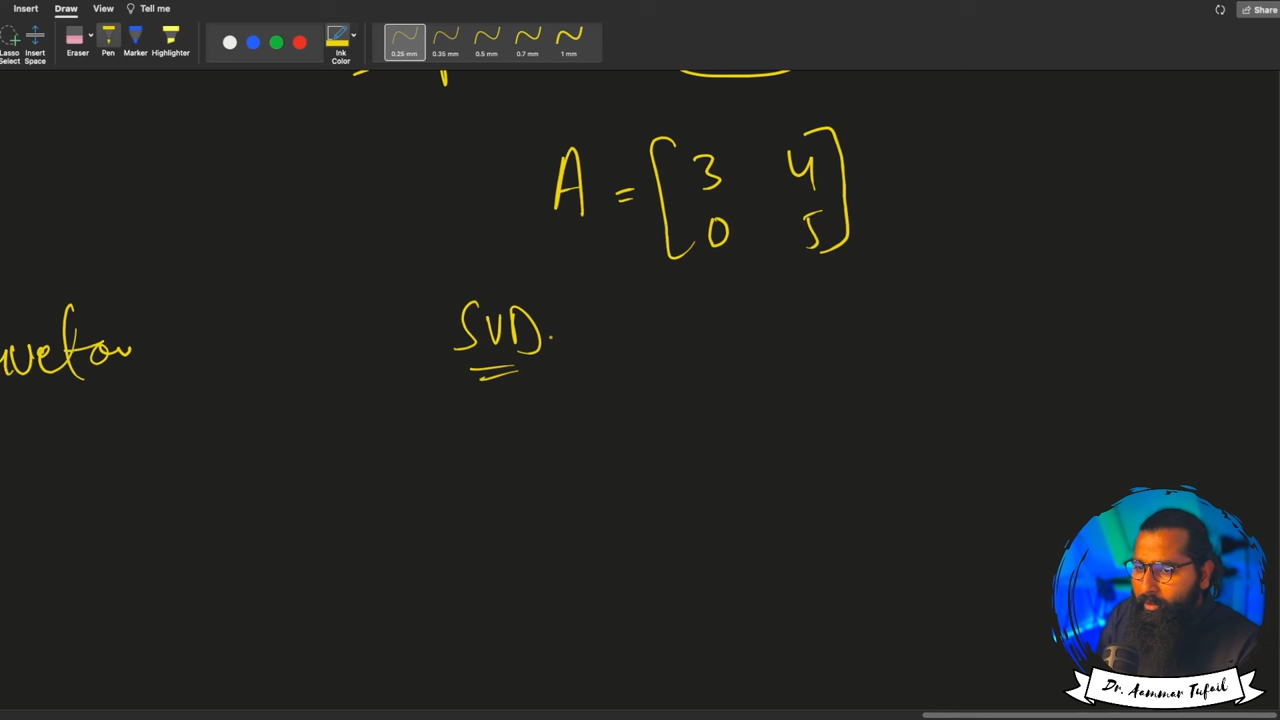 Insert Draw View Tell me
Share
Lasso Select
Insert Space
Eraser
Pen
Marker
Highlighter
Ink Color
0.25 mm
0.35 mm
0.5 mm
0.7 mm
1 mm
A = [ 3 4
0 5 ]
SVD.
Dr. Aammar Tufail